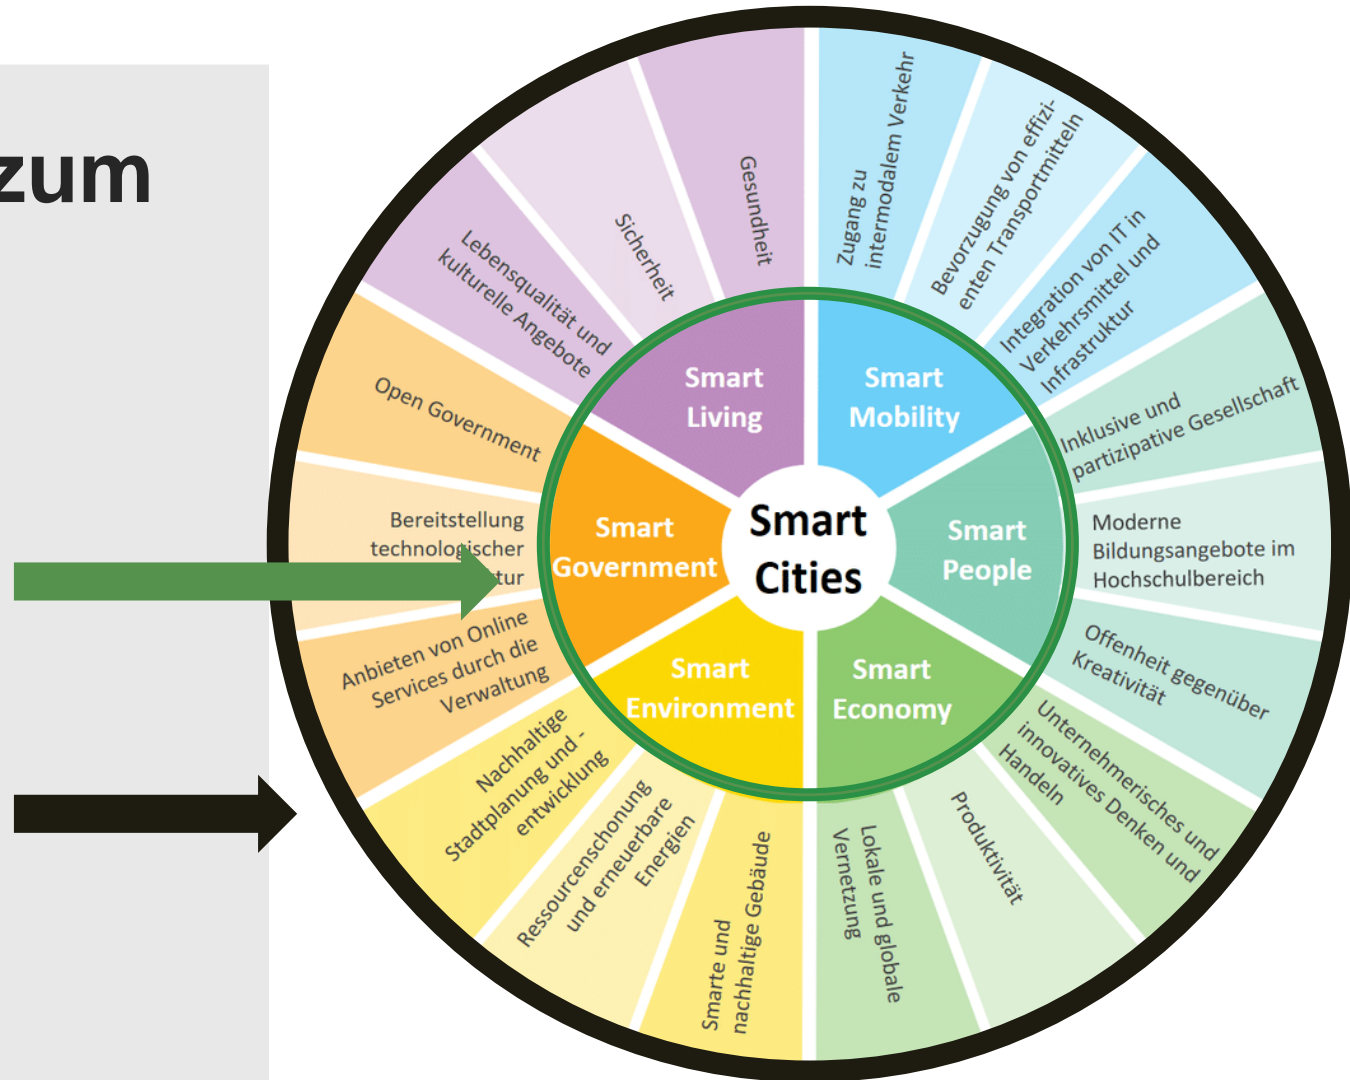 zum
Smart
Cities
Smart
Living
Smart
Mobility
Smart
People
Smart
Economy
Smart
Environment
Smart
Government
Zugang zu
intermodalem Verkehr
Bevorzugung von effizi-
enten Transportmitteln
Integration von IT in
Verkehrsmittel und
Infrastruktur
Inklusive und
partizipative Gesellschaft
Moderne
Bildungsangebote im
Hochschulbereich
Offenheit gegenüber
Kreativität
Unternehmerisches und
innovatives Denken und
Handeln
Produktivität
Lokale und globale
Vernetzung
Smarte und
nachhaltige Gebäude
Ressourcenschonung
und erneuerbare
Energien
Nachhaltige
Stadtplanung und -
entwicklung
Anbieten von Online
Services durch die
Verwaltung
Bereitstellung
technologischer
Open Government
Lebensqualität und
kulturelle Angebote
Sicherheit
Gesundheit